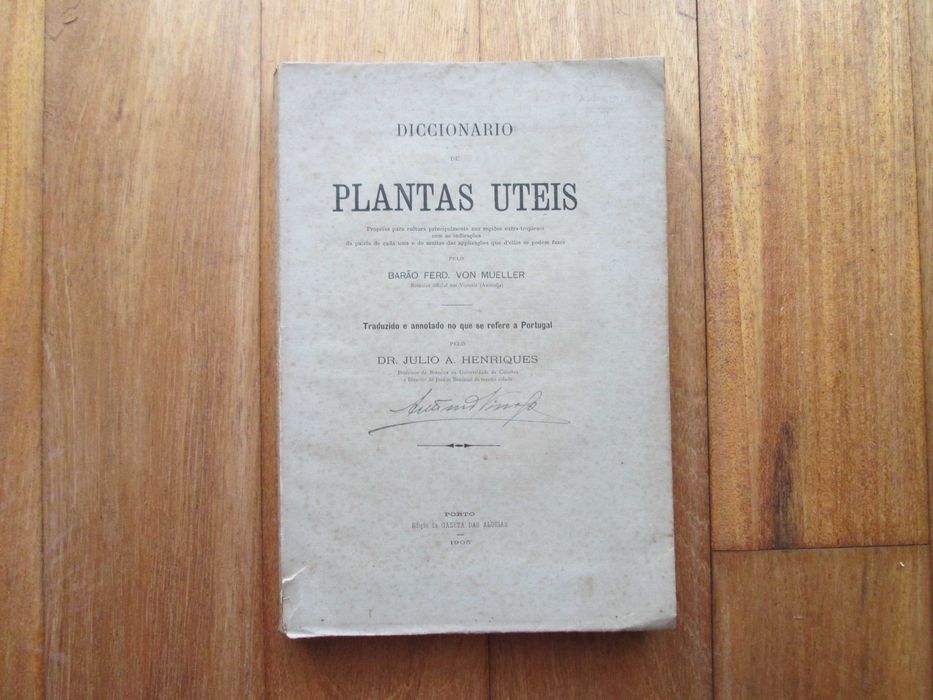 DICCIONARIO
DE
PLANTAS UTEIS
Proprias para cultura principalmente nas regiões extra-tropicaes
com as indicações
da patria de cada uma e de muitas das applicações que d'ellas se podem fazer
PELO
BARÃO FERD. VON MUELLER
Botanico official em Victoria (Australia)
Traduzido e annotado no que se refere a Portugal
PELO
DR. JULIO A. HENRIQUES
Professor de Botanica na Universidade de Coimbra
e Director do Jardim Botanico da mesma cidade
PORTO
Edição da GAZETA DAS ALDEIAS
1905